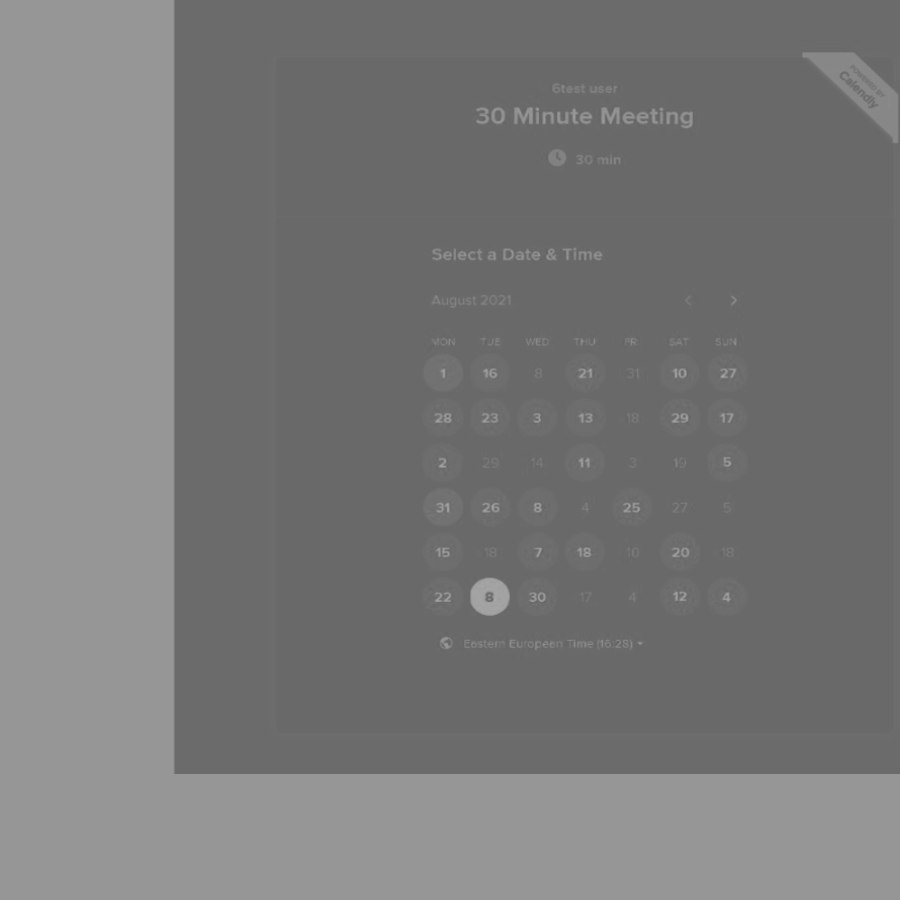 POWERED BY
Calendly
6test user
30 Minute Meeting
30 min
Select a Date & Time
August 2021
MON TUE WED THU FRI SAT SUN
1 16 8 21 31 10 27
28 23 3 13 18 29 17
2 29 14 11 3 19 5
31 26 8 4 25 27 5
15 18 7 18 10 20 18
22 8 30 17 4 12 4
Eastern European Time (16:28)